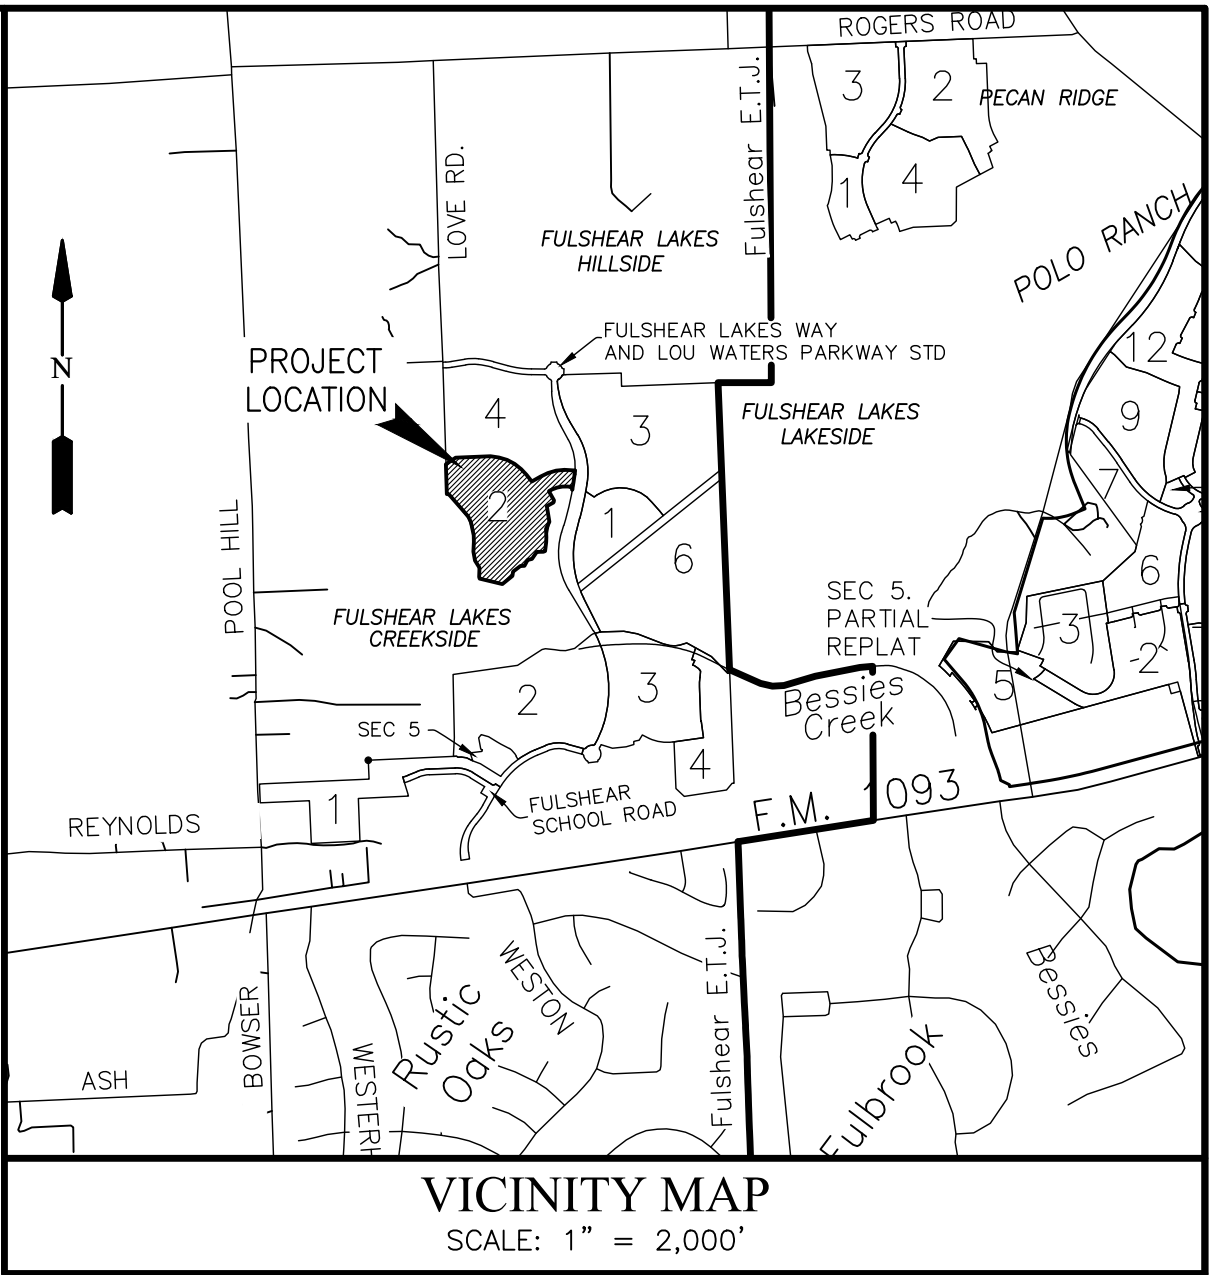 ROGERS ROAD
3
2
PECAN RIDGE
1
4
Fulshear E.T.J.
LOVE RD.
FULSHEAR LAKES
HILLSIDE
POLO RANCH
N
PROJECT
LOCATION
FULSHEAR LAKES WAY
AND LOU WATERS PARKWAY STD
12
4
3
FULSHEAR LAKES
LAKESIDE
9
7
2
1
6
POOL HILL
FULSHEAR LAKES
CREEKSIDE
SEC 5.
PARTIAL
REPLAT
6
3
2
5
2
3
Bessies
Creek
SEC 5
4
1
FULSHEAR
SCHOOL ROAD
F.M. 1093
REYNOLDS
WESTON
Rustic
Oaks
Fulshear E.T.J.
Bessies
Fulbrook
BOWSER
ASH
WESTERH
VICINITY MAP
SCALE: 1" = 2,000'